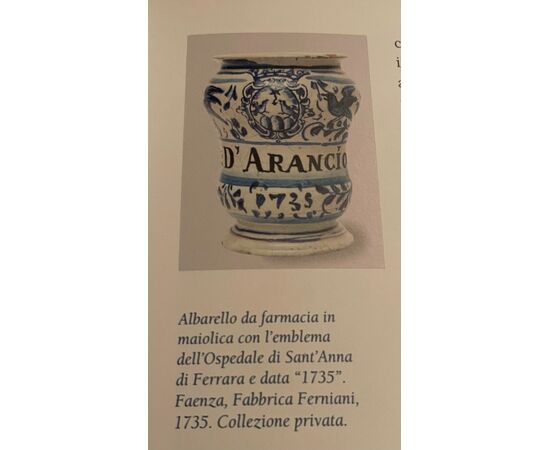 D'ARANCIO
1735
Albarello da farmacia in
maiolica con l'emblema
dell'Ospedale di Sant'Anna
di Ferrara e data "1735".
Faenza, Fabbrica Ferniani,
1735. Collezione privata.